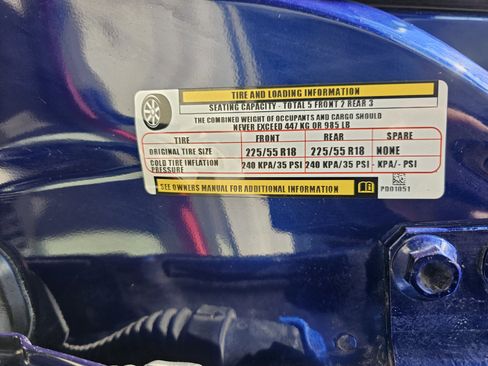 TIRE AND LOADING INFORMATION
SEATING CAPACITY - TOTAL 5 FRONT 2 REAR 3
THE COMBINED WEIGHT OF OCCUPANTS AND CARGO SHOULD
NEVER EXCEED 447 KG OR 985 LB
TIRE FRONT REAR SPARE
ORIGINAL TIRE SIZE 225/55 R18 225/55 R18 NONE
COLD TIRE INFLATION PRESSURE 240 KPA/35 PSI 240 KPA/35 PSI - KPA/- PSI
SEE OWNERS MANUAL FOR ADDITIONAL INFORMATION
PD01051